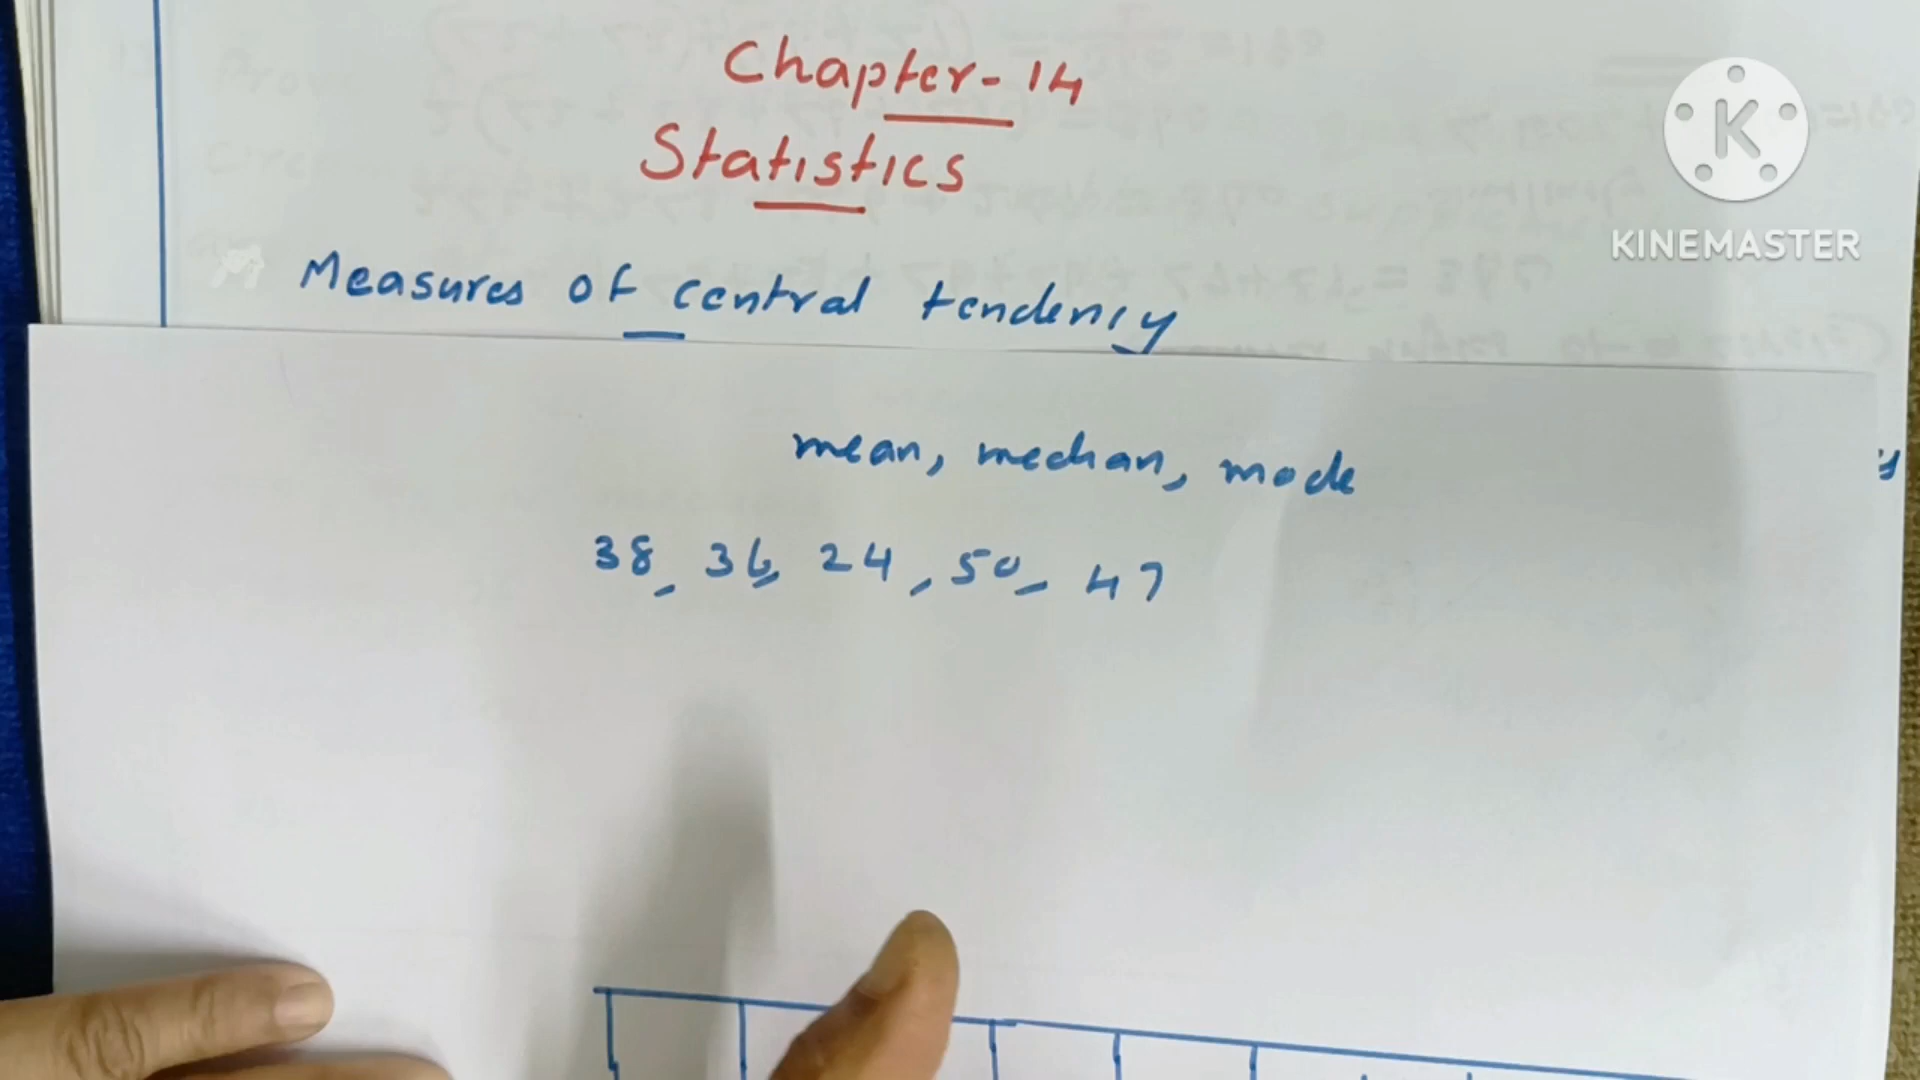 Chapter-14
Statistics
K
KINEMASTER
Measures of central tendency
mean, median, mode
38, 36, 24, 50, 47